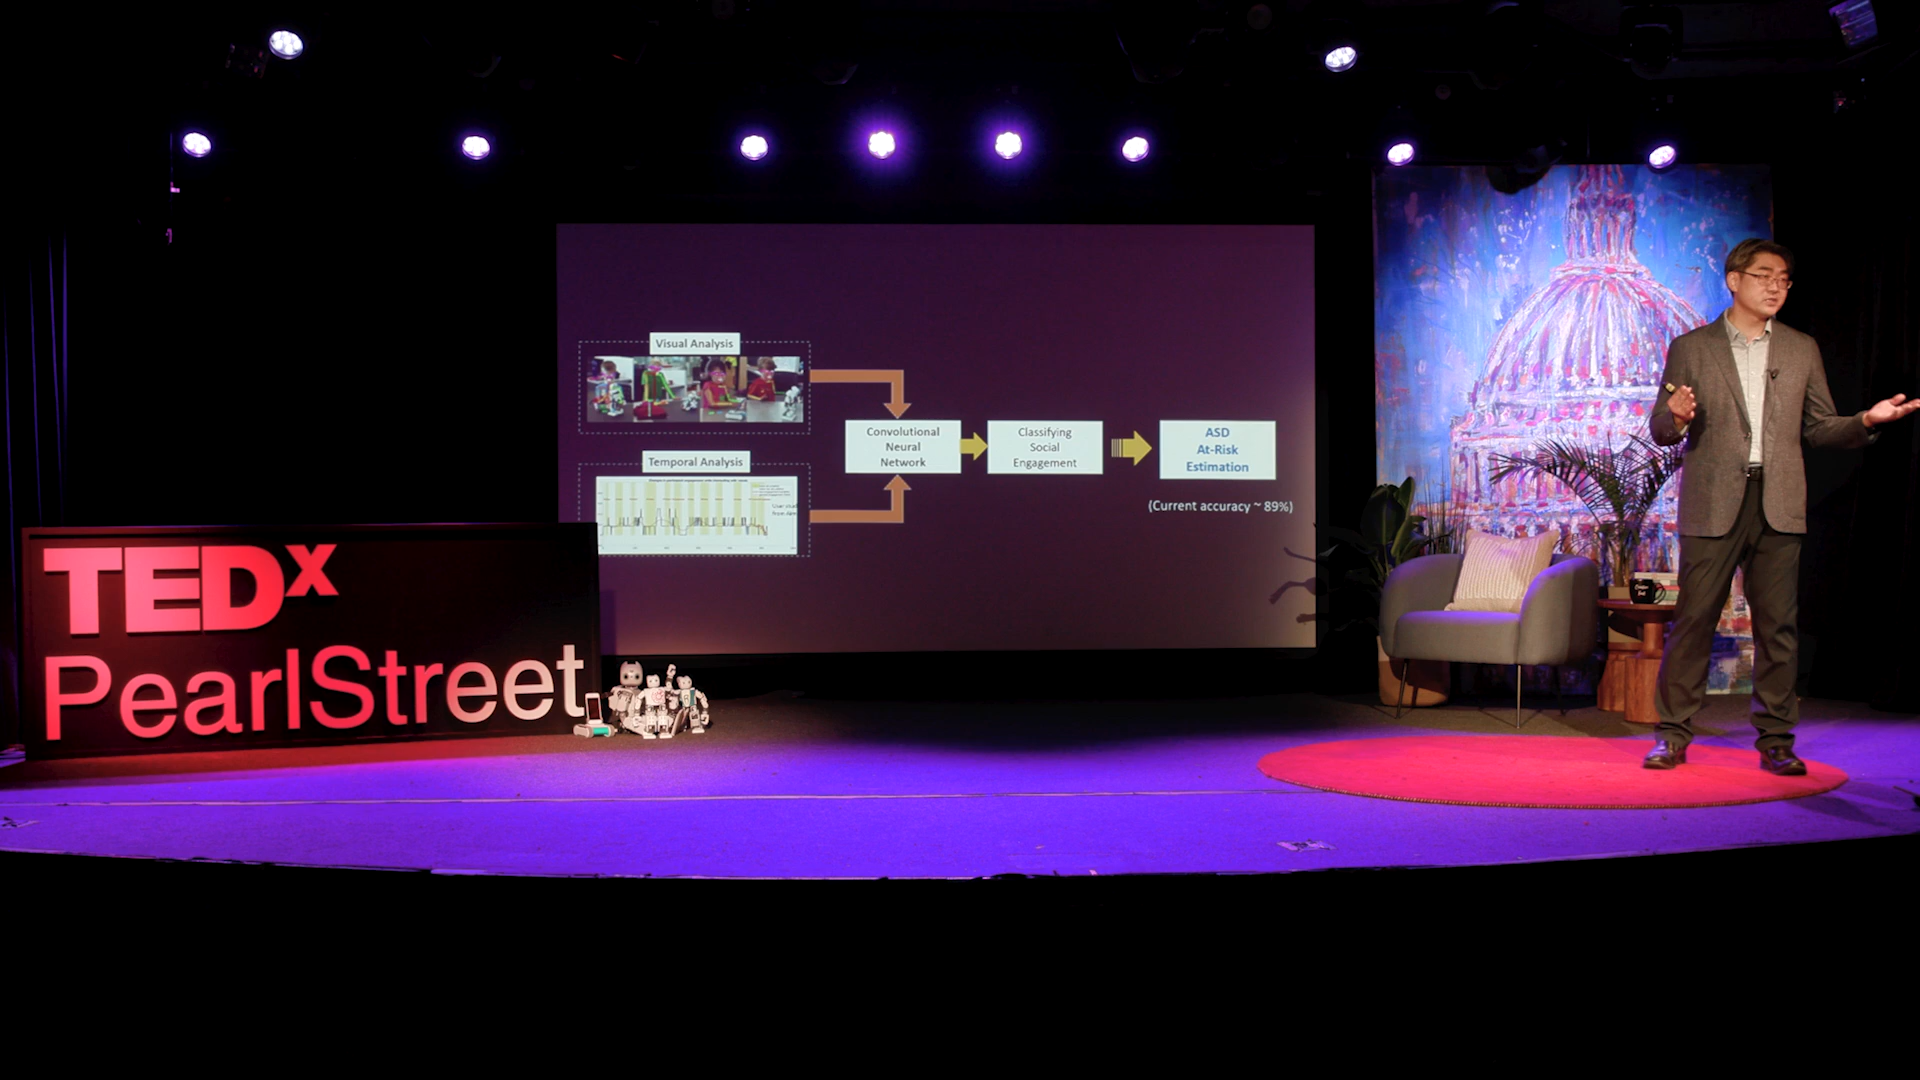 Visual Analysis
Temporal Analysis
Convolutional
Neural
Network
Classifying
Social
Engagement
ASD
At-Risk
Estimation
(Current accuracy ~ 89%)
TEDx
PearlStreet